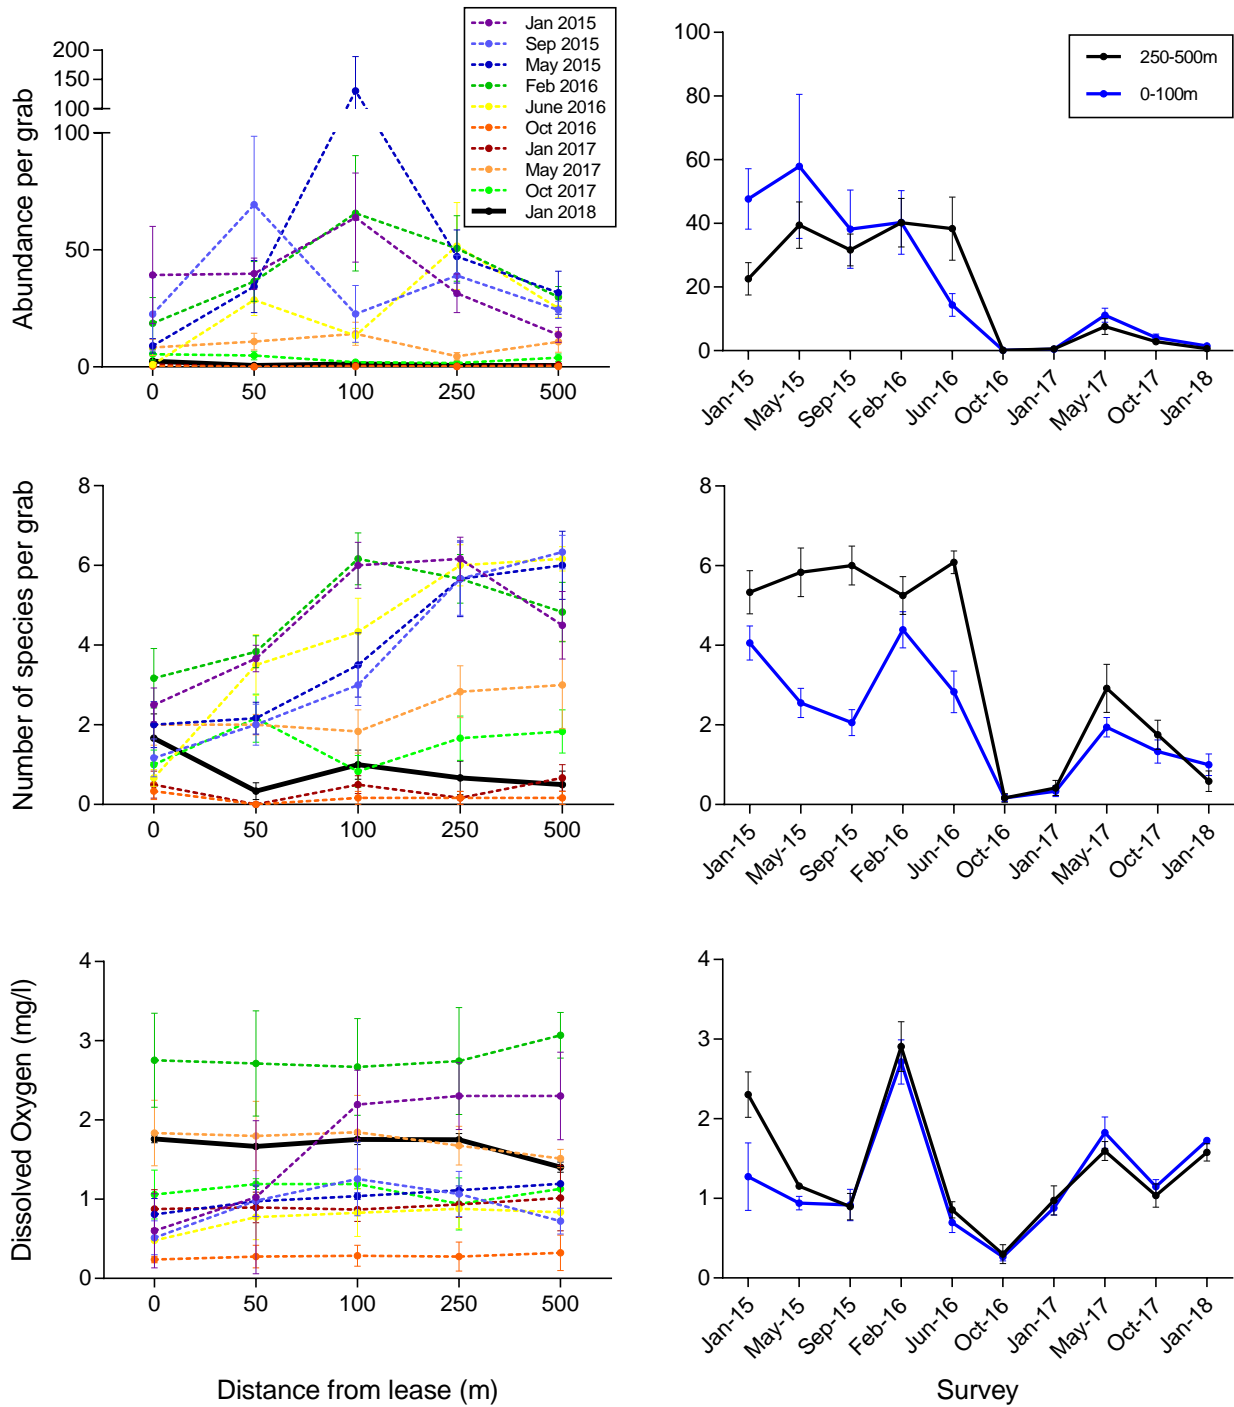 Jan 2015
Sep 2015
May 2015
Feb 2016
June 2016
Oct 2016
Jan 2017
May 2017
Oct 2017
Jan 2018
Abundance per grab
200
150
100
100
50
0
0 50 100 250 500
250-500m
0-100m
100
80
60
40
20
0
Jan-15 May-15 Sep-15 Feb-16 Jun-16 Oct-16 Jan-17 May-17 Oct-17 Jan-18
Number of species per grab
8
6
4
2
0
0 50 100 250 500
8
6
4
2
0
Jan-15 May-15 Sep-15 Feb-16 Jun-16 Oct-16 Jan-17 May-17 Oct-17 Jan-18
Dissolved Oxygen (mg/l)
4
3
2
1
0
0 50 100 250 500
Distance from lease (m)
4
3
2
1
0
Jan-15 May-15 Sep-15 Feb-16 Jun-16 Oct-16 Jan-17 May-17 Oct-17 Jan-18
Survey